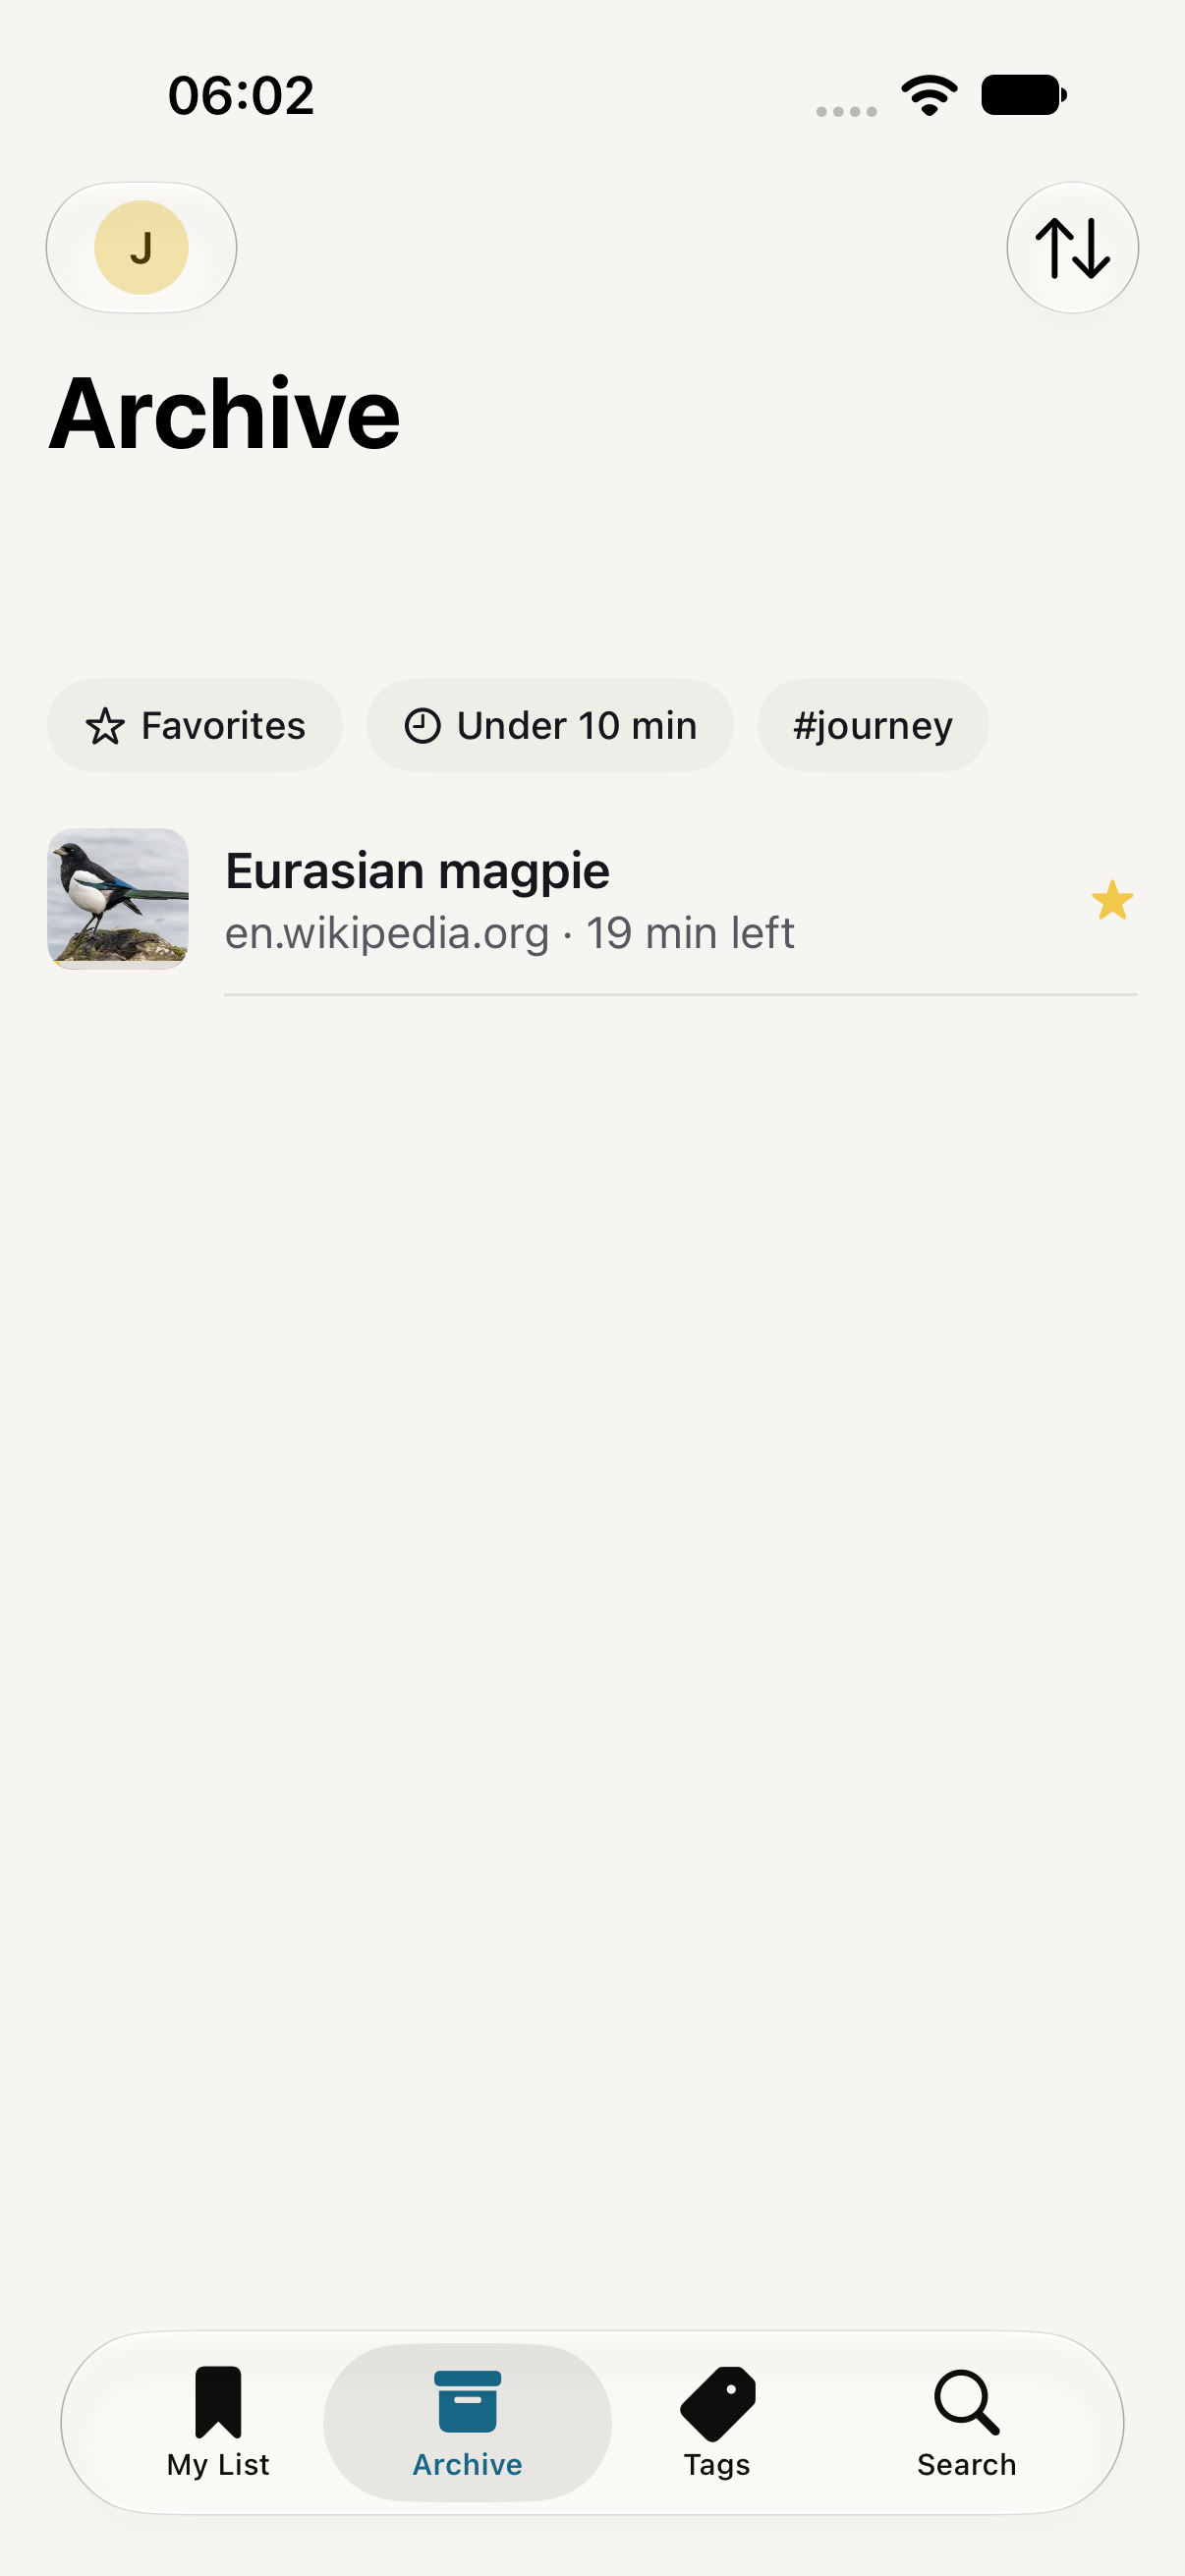 06:02
J
Archive
Favorites
Under 10 min
#journey
Eurasian magpie
en.wikipedia.org · 19 min left
My List
Archive
Tags
Search